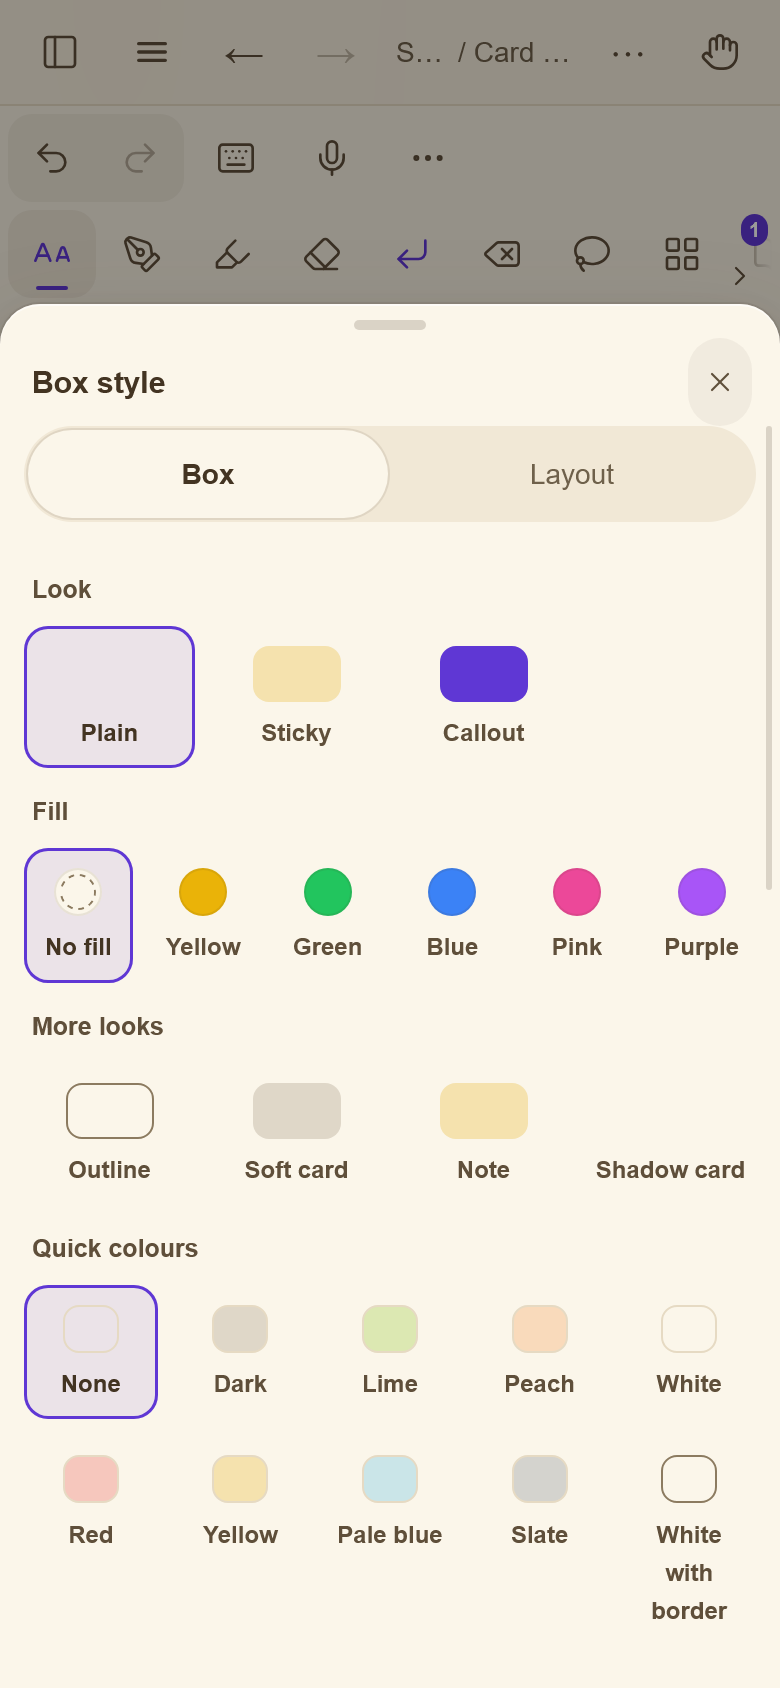 S… / Card …
AA
1
Box style
Box
Layout
Look
Plain
Sticky
Callout
Fill
No fill
Yellow
Green
Blue
Pink
Purple
More looks
Outline
Soft card
Note
Shadow card
Quick colours
None
Dark
Lime
Peach
White
Red
Yellow
Pale blue
Slate
White
with
border